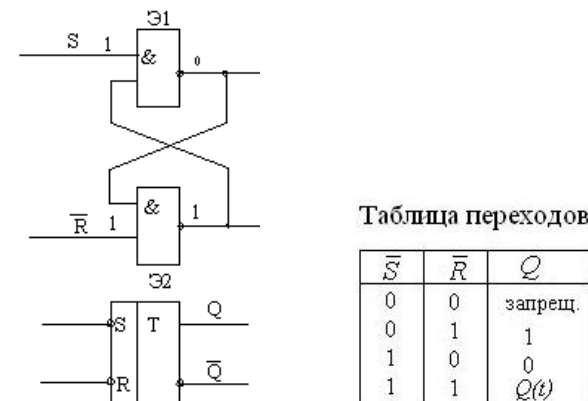 Э1
S 1
&
0
&
R̅ 1
1
Э2
S T Q
R Q̅
Таблица переходов
S̅ R̅ Q
0 0 запрещ.
0 1 1
1 0 0
1 1 Q(t)